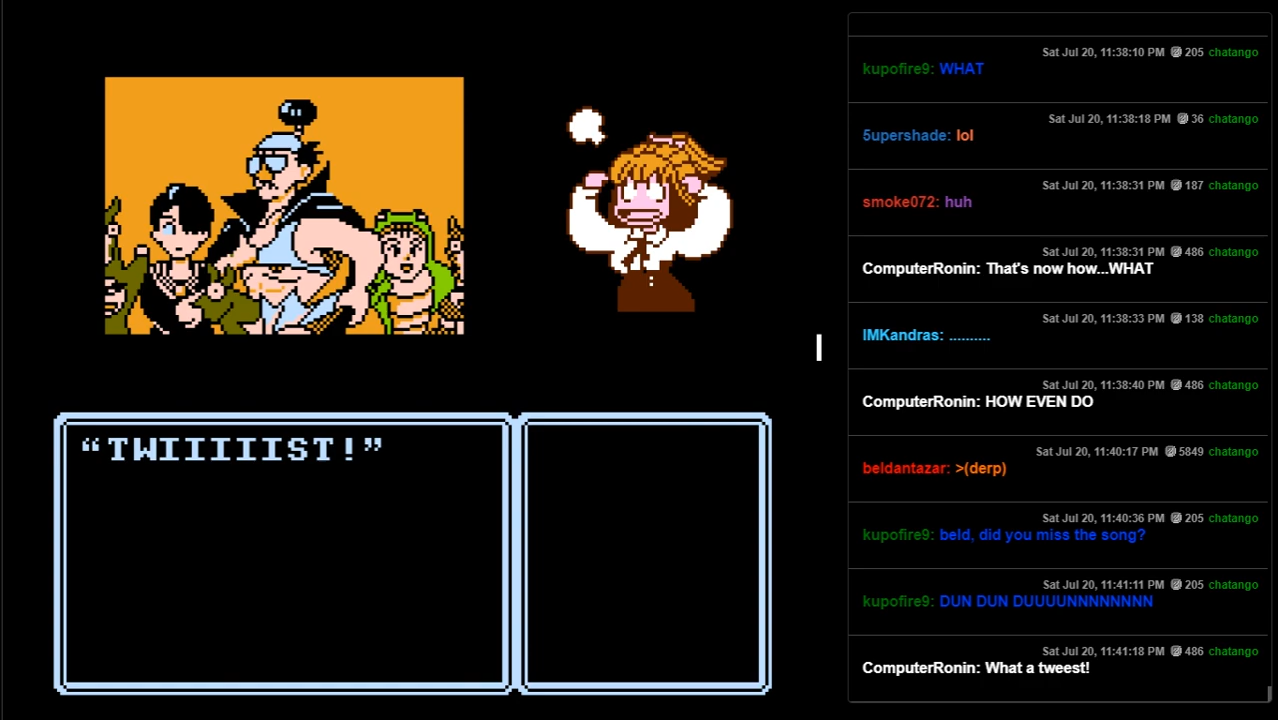 “TWIIIIIST!”
Sat Jul 20, 11:38:10 PM 205 chatango
kupofire9: WHAT
Sat Jul 20, 11:38:18 PM 36 chatango
5upershade: lol
Sat Jul 20, 11:38:31 PM 187 chatango
smoke072: huh
Sat Jul 20, 11:38:31 PM 486 chatango
ComputerRonin: That's now how...WHAT
Sat Jul 20, 11:38:33 PM 138 chatango
IMKandras: ..........
Sat Jul 20, 11:38:40 PM 486 chatango
ComputerRonin: HOW EVEN DO
Sat Jul 20, 11:40:17 PM 5849 chatango
beldantazar: >(derp)
Sat Jul 20, 11:40:36 PM 205 chatango
kupofire9: beld, did you miss the song?
Sat Jul 20, 11:41:11 PM 205 chatango
kupofire9: DUN DUN DUUUUNNNNNNNN
Sat Jul 20, 11:41:18 PM 486 chatango
ComputerRonin: What a tweest!